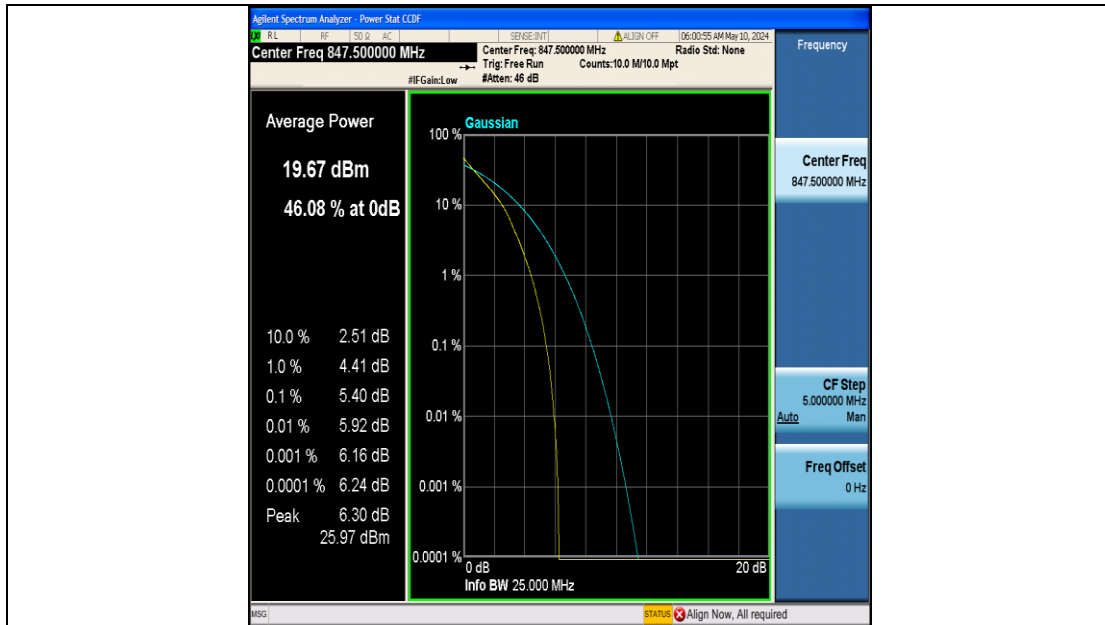 Agilent Spectrum Analyzer - Power Stat CCDF
RL RF 50 Ω AC SENSE:INT ALIGN OFF 06:00:55 AM May 10, 2024
Center Freq 847.500000 MHz
Center Freq: 847.500000 MHz Radio Std: None
Trig: Free Run Counts:10.0 M/10.0 Mpt
#IFGain:Low #Atten: 46 dB
Average Power
19.67 dBm
46.08 % at 0dB
10.0 % 2.51 dB
1.0 % 4.41 dB
0.1 % 5.40 dB
0.01 % 5.92 dB
0.001 % 6.16 dB
0.0001 % 6.24 dB
Peak 6.30 dB
25.97 dBm
Gaussian
100 %
10 %
1 %
0.1 %
0.01 %
0.001 %
0.0001 %
0 dB 20 dB
Info BW 25.000 MHz
Frequency
Center Freq
847.500000 MHz
CF Step
5.000000 MHz
Auto Man
Freq Offset
0 Hz
MSG STATUS Align Now, All required